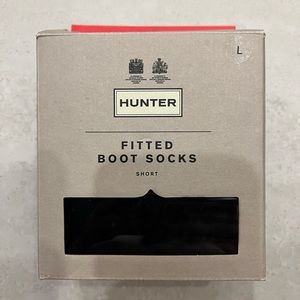 L
HUNTER
FITTED
BOOT SOCKS
SHORT